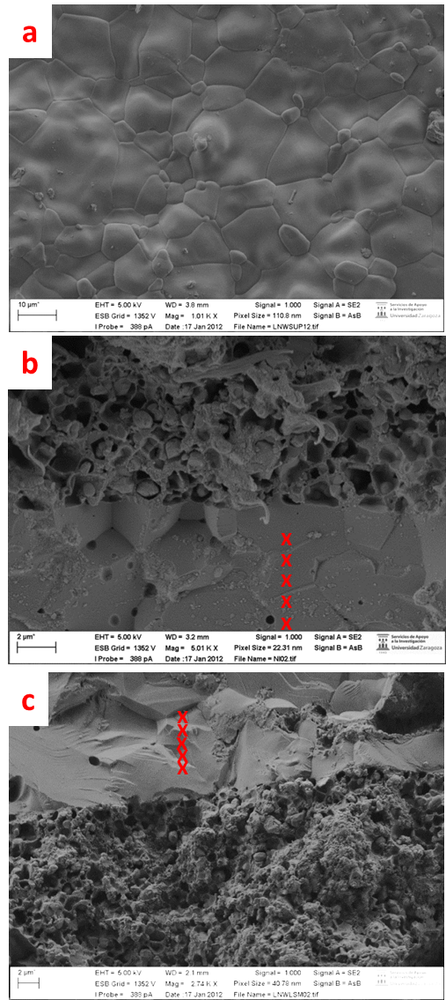 a
10 µm* EHT = 5.00 kV WD = 3.8 mm Signal = 1.000 Signal A = SE2 Servicios de Apoyo
a la Investigación
ESB Grid = 1352 V Mag = 1.01 K X Pixel Size = 110.8 nm Signal B = AsB Universidad Zaragoza
I Probe = 388 pA Date :17 Jan 2012 File Name = LNWSUP12.tif
b
X
X
X
X
X
2 µm* EHT = 5.00 kV WD = 3.2 mm Signal = 1.000 Signal A = SE2 Servicios de Apoyo
a la Investigación
ESB Grid = 1352 V Mag = 5.01 K X Pixel Size = 22.31 nm Signal B = AsB Universidad Zaragoza
I Probe = 388 pA Date :17 Jan 2012 File Name = NI02.tif
c
X
X
X
X
X
2 µm* EHT = 5.00 kV WD = 2.1 mm Signal = 1.000 Signal A = SE2
ESB Grid = 1352 V Mag = 2.74 K X Pixel Size = 40.78 nm Signal B = AsB
I Probe = 388 pA Date :17 Jan 2012 File Name = LNWLSM02.tif